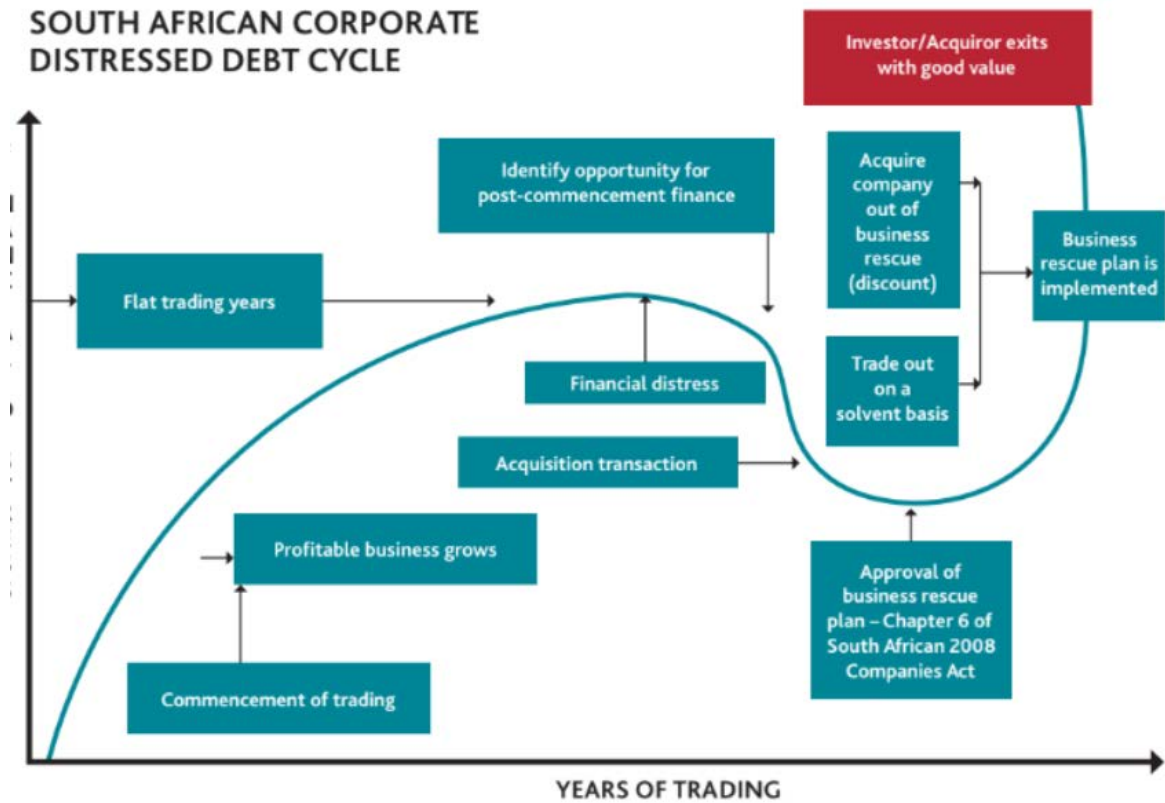 SOUTH AFRICAN CORPORATE
DISTRESSED DEBT CYCLE
Investor/Acquiror exits
with good value
Identify opportunity for
post-commencement finance
Acquire
company
out of
business
rescue
(discount)
Business
rescue plan is
implemented
Flat trading years
Financial distress
Trade out
on a
solvent basis
Acquisition transaction
Profitable business grows
Approval of
business rescue
plan – Chapter 6 of
South African 2008
Companies Act
Commencement of trading
YEARS OF TRADING